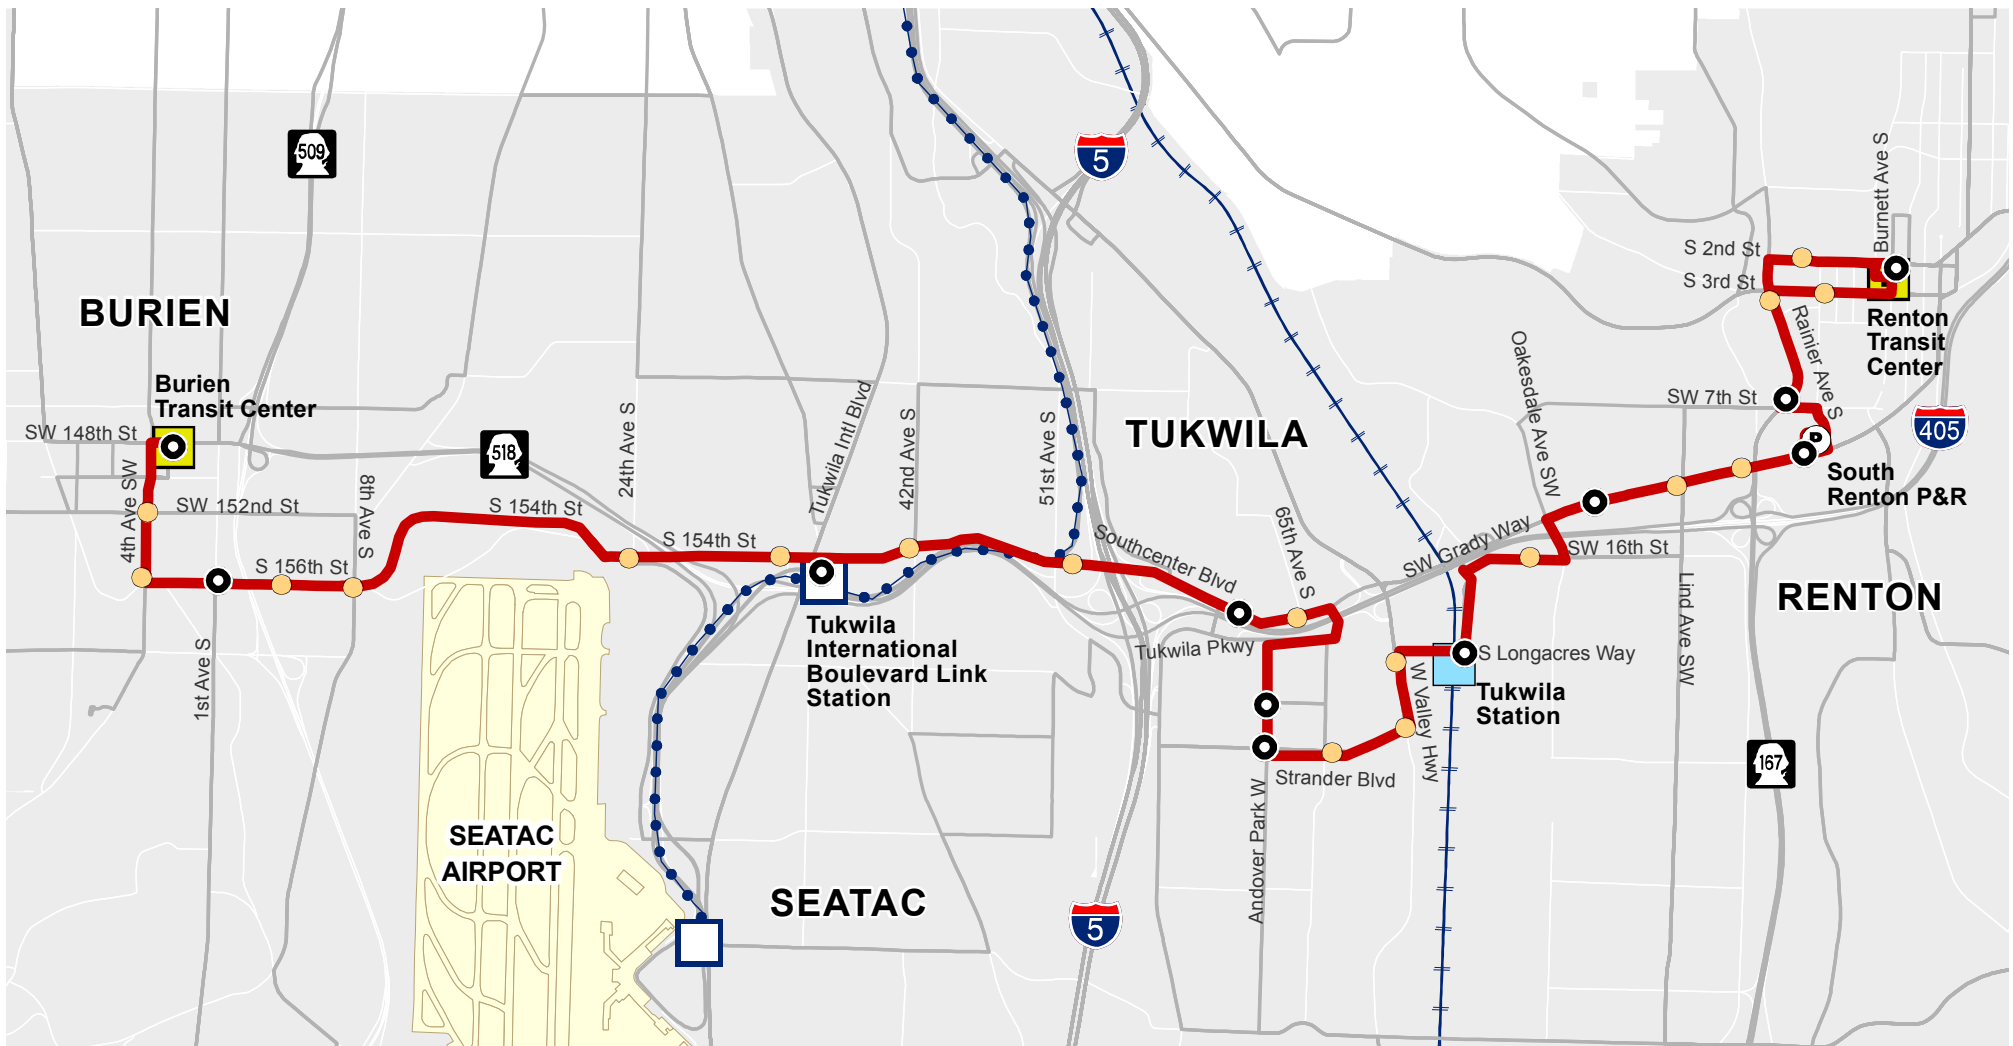 509
5
Burnett Ave S
S 2nd St
S 3rd St
BURIEN
Renton
Transit
Center
Rainier Ave S
Oakesdale Ave SW
Burien
Transit Center
SW 7th St
405
SW 148th St
518
24th Ave S
Tukwila Intl Blvd
42nd Ave S
51st Ave S
TUKWILA
P
South
Renton P&R
4th Ave SW
SW 152nd St
8th Ave S
S 154th St
S 154th St
Southcenter Blvd
65th Ave S
SW Grady Way
SW 16th St
S 156th St
Lind Ave SW
RENTON
1st Ave S
Tukwila
International
Boulevard Link
Station
Tukwila Pkwy
W Valley Hwy
S Longacres Way
Tukwila
Station
Strander Blvd
167
Andover Park W
SEATAC
AIRPORT
SEATAC
5